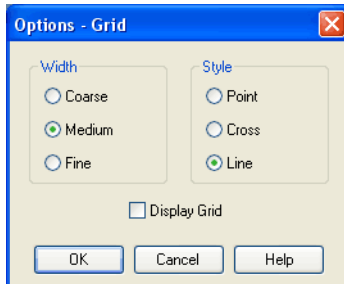 Options - Grid
Width
Coarse
Medium
Fine
Style
Point
Cross
Line
Display Grid
OK
Cancel
Help